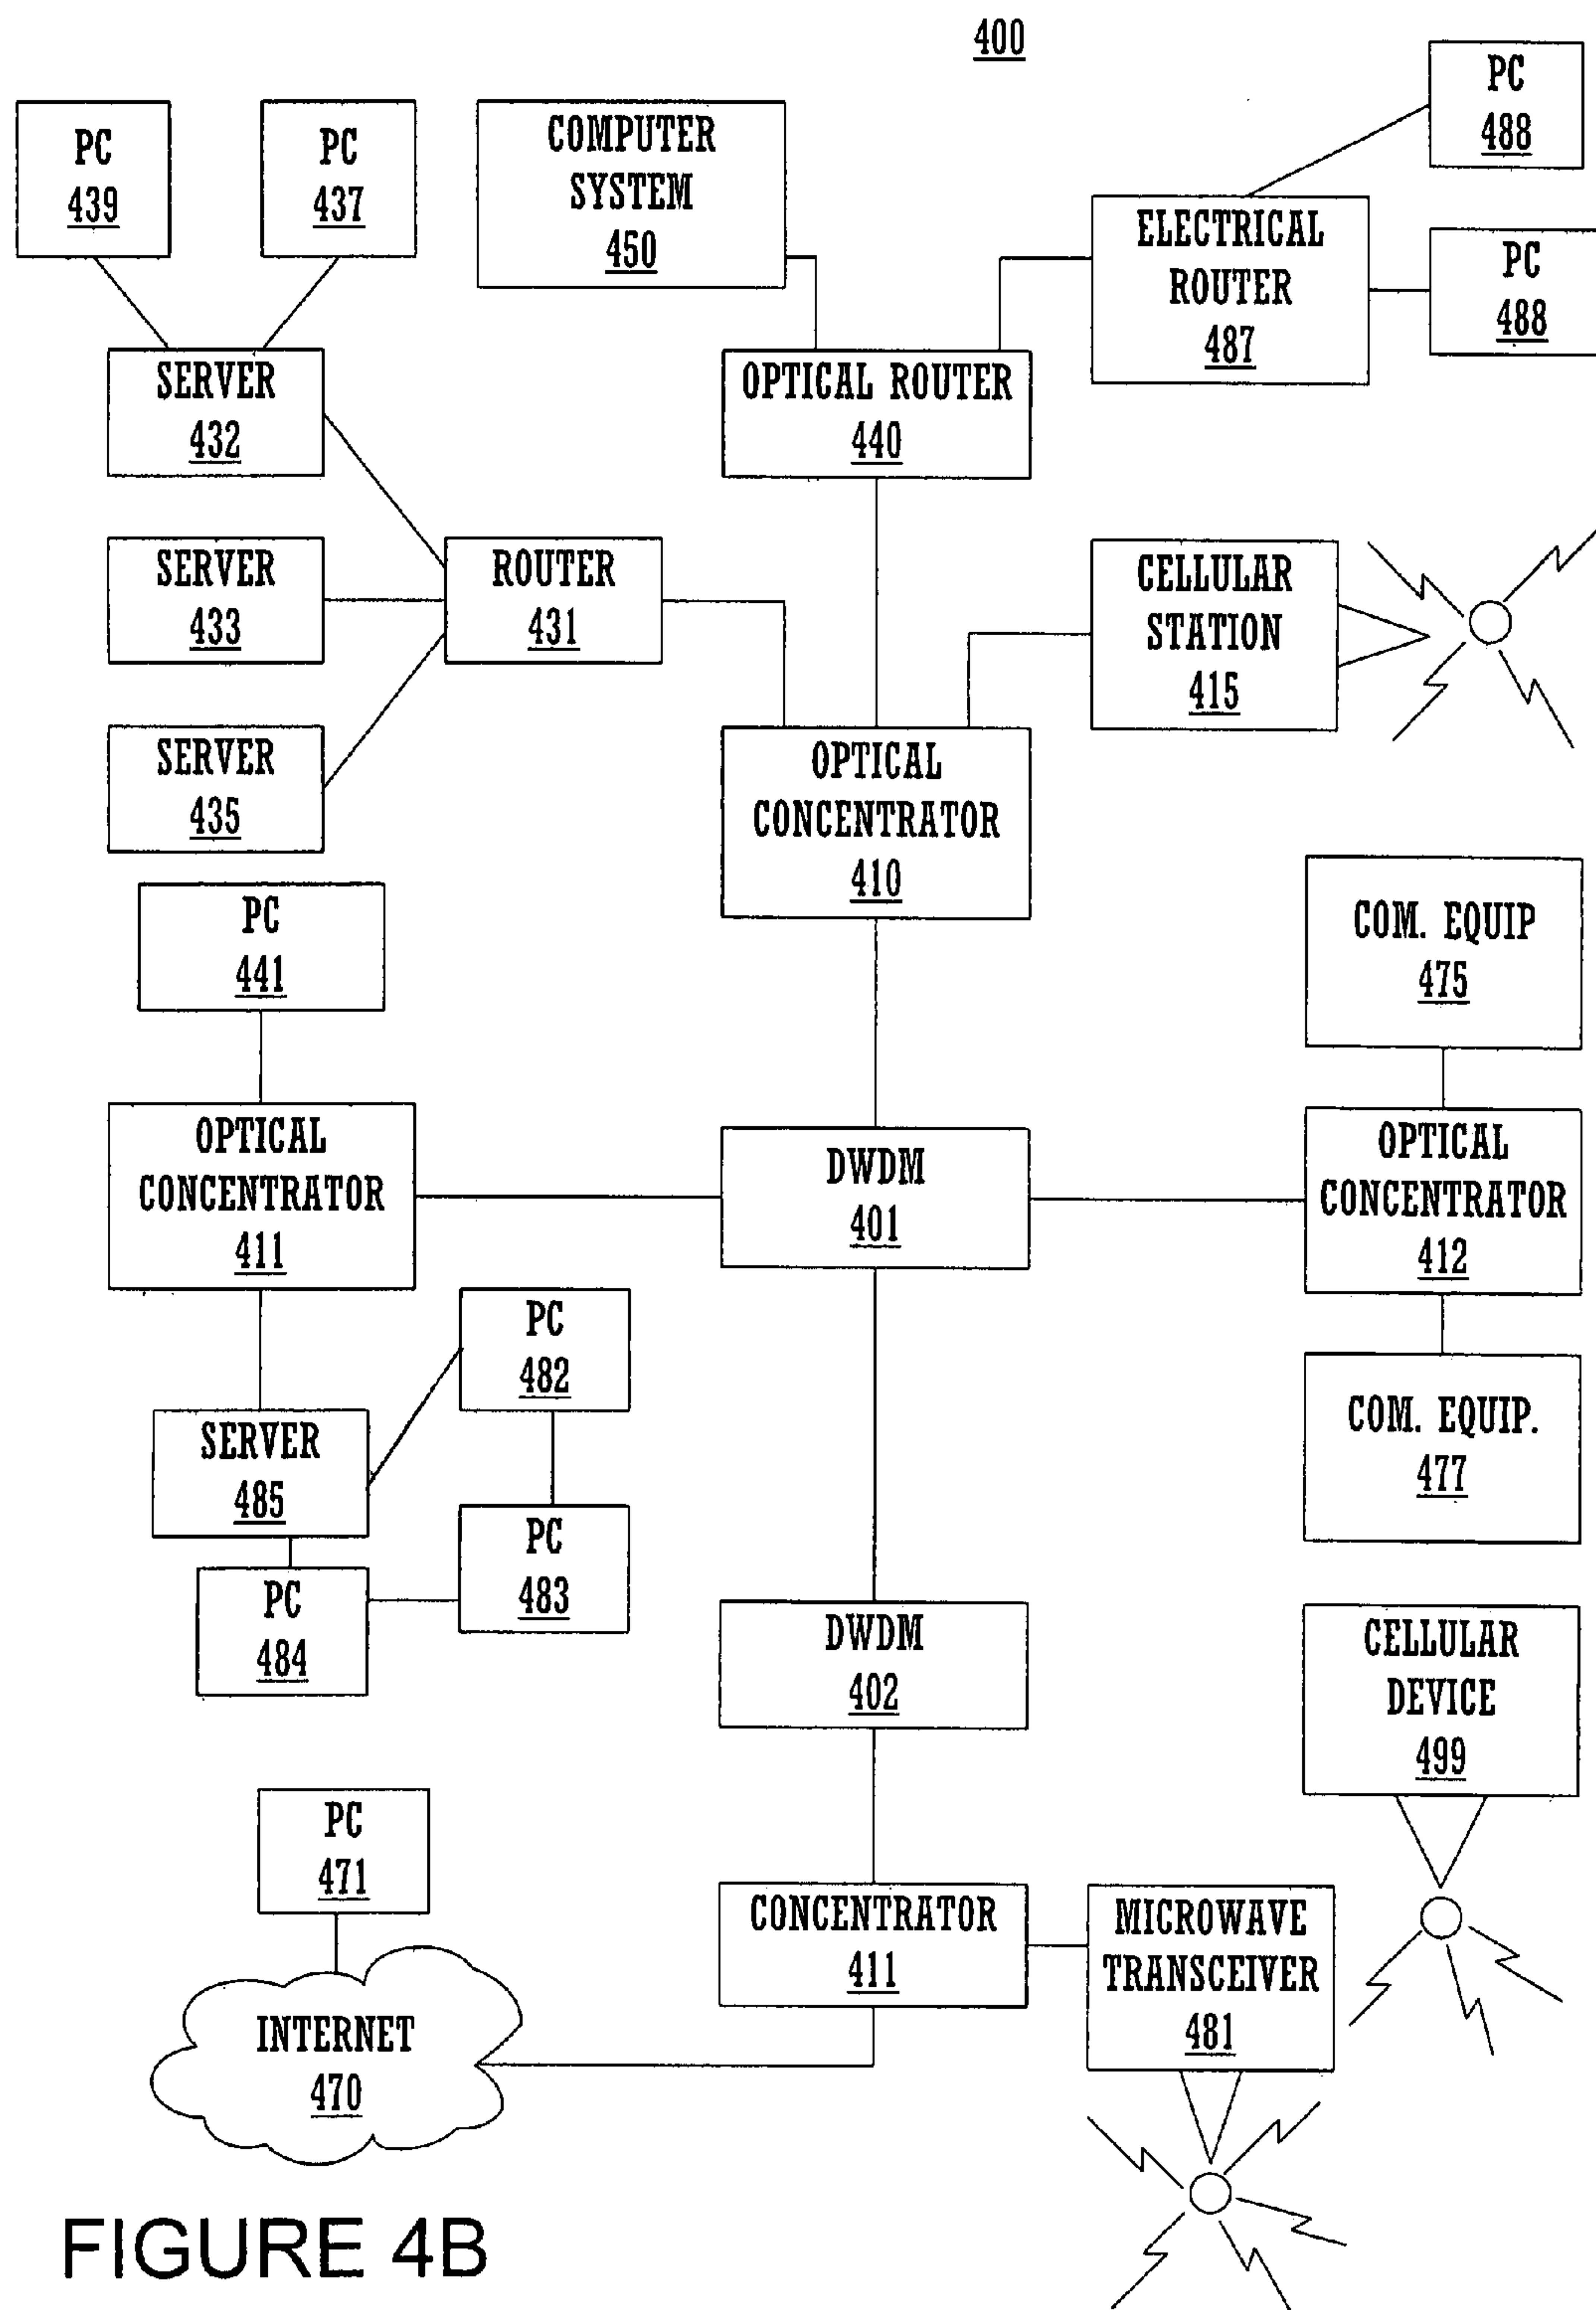 400
PC
439
PC
437
COMPUTER
SYSTEM
450
PC
488
ELECTRICAL
ROUTER
487
PC
488
SERVER
432
OPTICAL ROUTER
440
SERVER
433
ROUTER
431
CELLULAR
STATION
415
SERVER
435
OPTICAL
CONCENTRATOR
410
PC
441
COM. EQUIP
475
OPTICAL
CONCENTRATOR
411
DWDM
401
OPTICAL
CONCENTRATOR
412
PC
482
SERVER
485
COM. EQUIP.
477
PC
483
PC
484
DWDM
402
CELLULAR
DEVICE
499
PC
471
CONCENTRATOR
411
MICROWAVE
TRANSCEIVER
481
INTERNET
470
FIGURE 4B